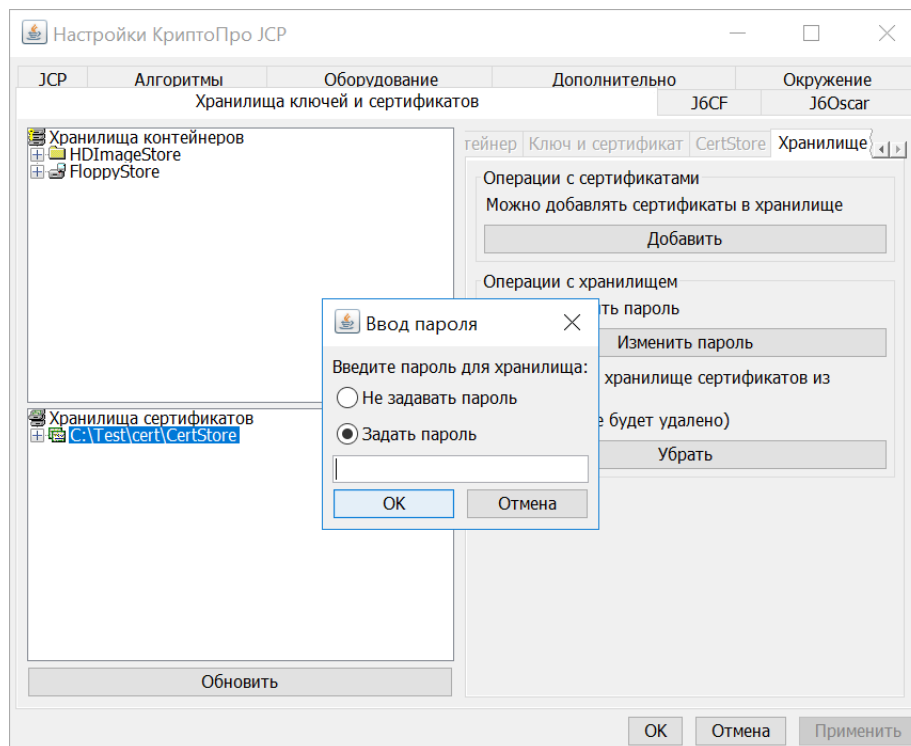 Настройки КриптоПро JCP
JCP Алгоритмы Оборудование Дополнительно Окружение
Хранилища ключей и сертификатов J6CF J6Oscar
Хранилища контейнеров
HDImageStore
FloppyStore
Хранилища сертификатов
C:\Test\cert\CertStore
Обновить
тейнер Ключ и сертификат CertStore Хранилище
Операции с сертификатами
Можно добавлять сертификаты в хранилище
Добавить
Операции с хранилищем
ть пароль
Изменить пароль
хранилище сертификатов из
е будет удалено)
Убрать
Ввод пароля
Введите пароль для хранилища:
Не задавать пароль
Задать пароль
OK Отмена
OK Отмена Применить